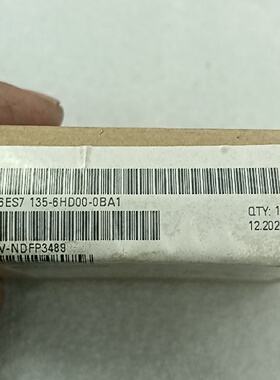 6ES7 135-6HD00-0BA1
QTY: 1
12.202
V-NDFP3489